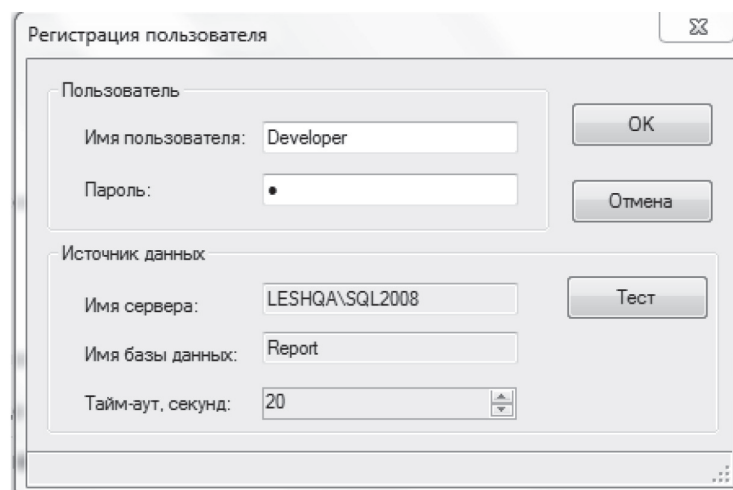 Регистрация пользователя
Пользователь
Имя пользователя: Developer
Пароль: ●
OK
Отмена
Источник данных
Имя сервера: LESHQA\SQL2008
Тест
Имя базы данных: Report
Тайм-аут, секунд: 20